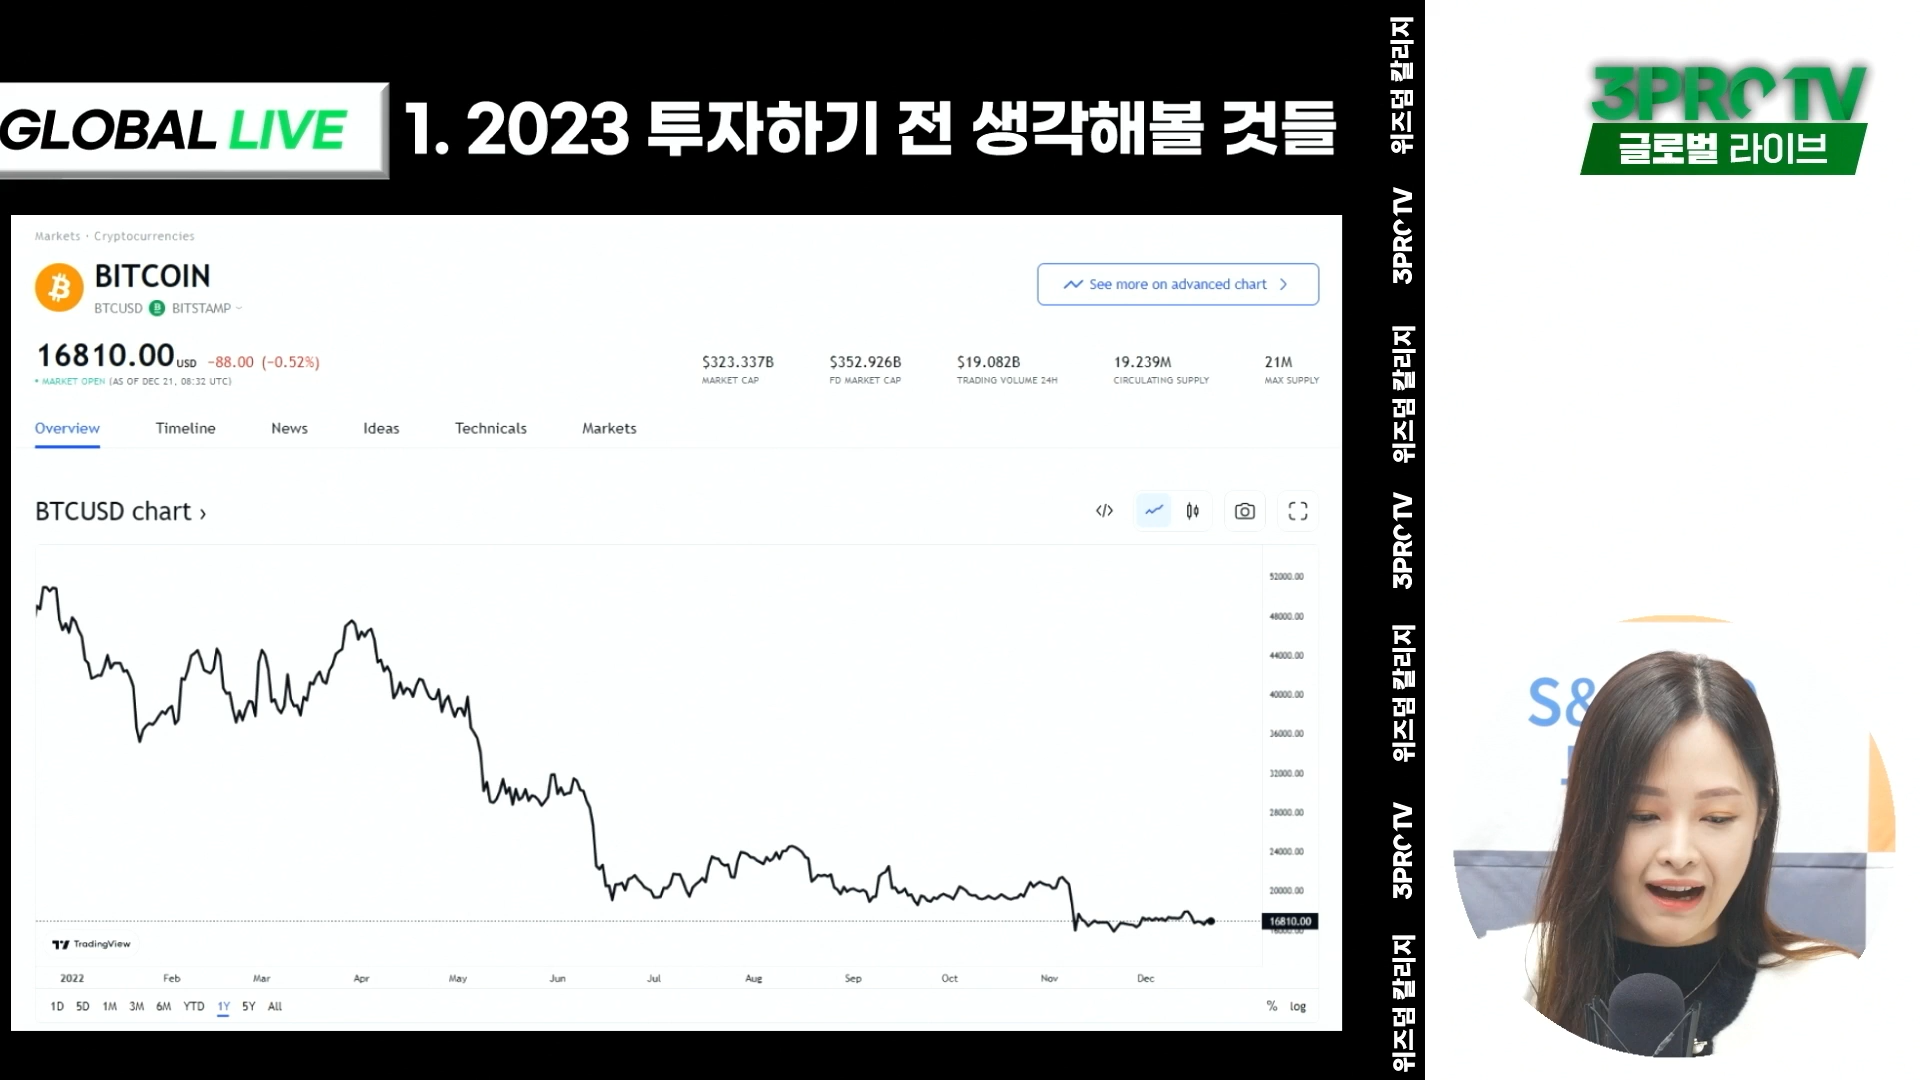 GLOBAL LIVE
1. 2023 투자하기 전 생각해볼 것들
Markets · Cryptocurrencies
BITCOIN
BTCUSD BITSTAMP
See more on advanced chart
16810.00 USD −88.00 (−0.52%)
• MARKET OPEN (AS OF DEC 21, 08:32 UTC)
$323.337B
MARKET CAP
$352.926B
FD MARKET CAP
$19.082B
TRADING VOLUME 24H
19.239M
CIRCULATING SUPPLY
21M
MAX SUPPLY
Overview Timeline News Ideas Technicals Markets
BTCUSD chart ›
52000.00
48000.00
44000.00
40000.00
36000.00
32000.00
28000.00
24000.00
20000.00
16810.00
16000.00
TradingView
2022 Feb Mar Apr May Jun Jul Aug Sep Oct Nov Dec
1D 5D 1M 3M 6M YTD 1Y 5Y All
% log
위즈덤 칼리지
3PROTV
위즈덤 칼리지
3PROTV
위즈덤 칼리지
3PROTV
위즈덤 칼리지
3PROTV
글로벌 라이브
S&